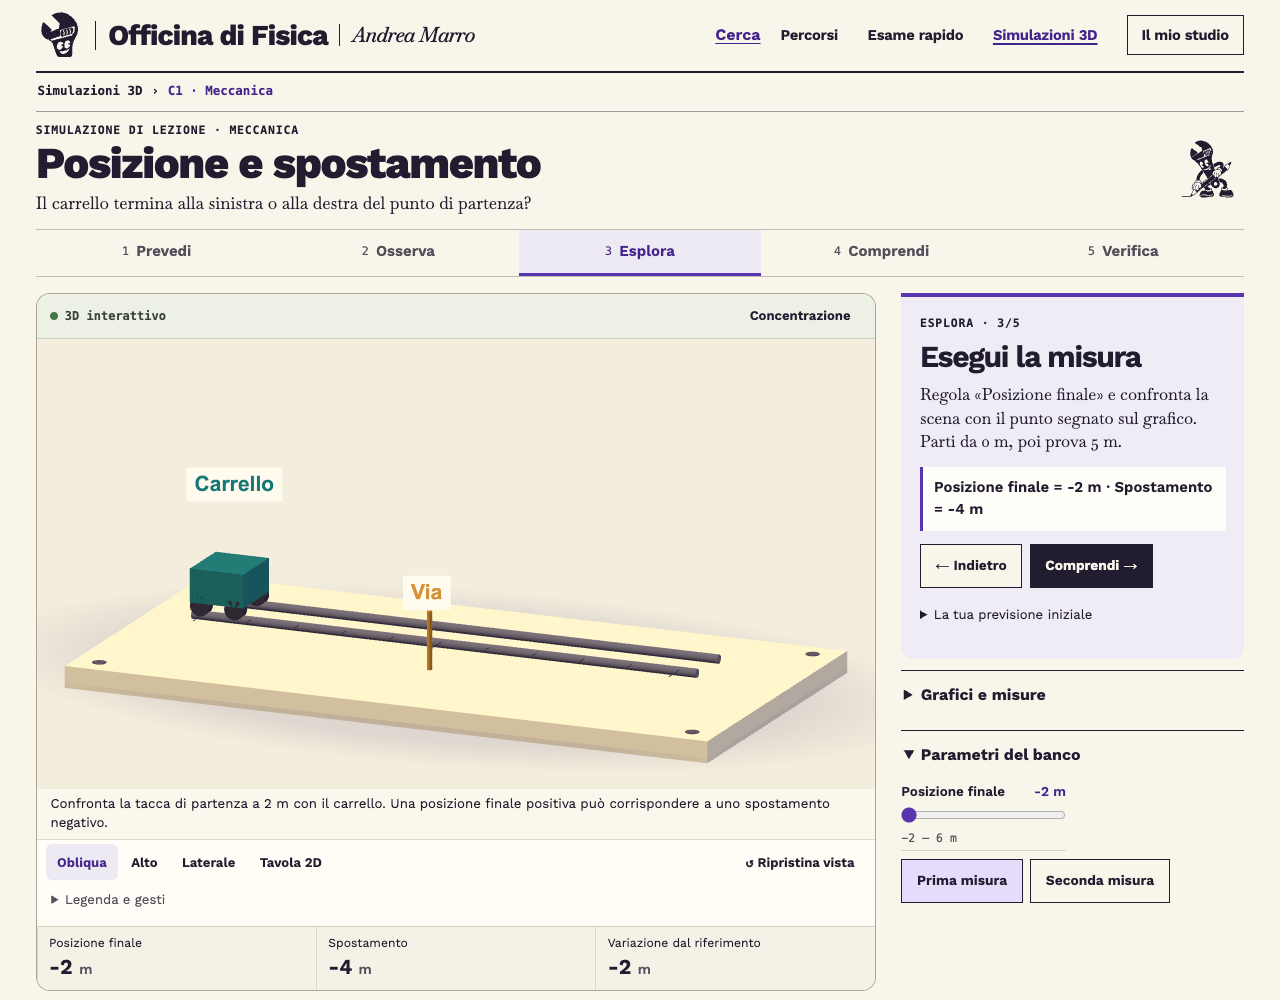 Officina di Fisica
Andrea Marro
Cerca
Percorsi
Esame rapido
Simulazioni 3D
Il mio studio
Simulazioni 3D › C1 · Meccanica
SIMULAZIONE DI LEZIONE · MECCANICA
Posizione e spostamento
Il carrello termina alla sinistra o alla destra del punto di partenza?
1 Prevedi
2 Osserva
3 Esplora
4 Comprendi
5 Verifica
3D interattivo
Concentrazione
Carrello
Via
Confronta la tacca di partenza a 2 m con il carrello. Una posizione finale positiva può corrispondere a uno spostamento
negativo.
Obliqua
Alto
Laterale
Tavola 2D
↺ Ripristina vista
▶ Legenda e gesti
Posizione finale
-2 m
Spostamento
-4 m
Variazione dal riferimento
-2 m
ESPLORA · 3/5
Esegui la misura
Regola «Posizione finale» e confronta la
scena con il punto segnato sul grafico.
Parti da 0 m, poi prova 5 m.
Posizione finale = -2 m · Spostamento
= -4 m
← Indietro
Comprendi →
▶ La tua previsione iniziale
▶ Grafici e misure
▼ Parametri del banco
Posizione finale
-2 m
−2 — 6 m
Prima misura
Seconda misura